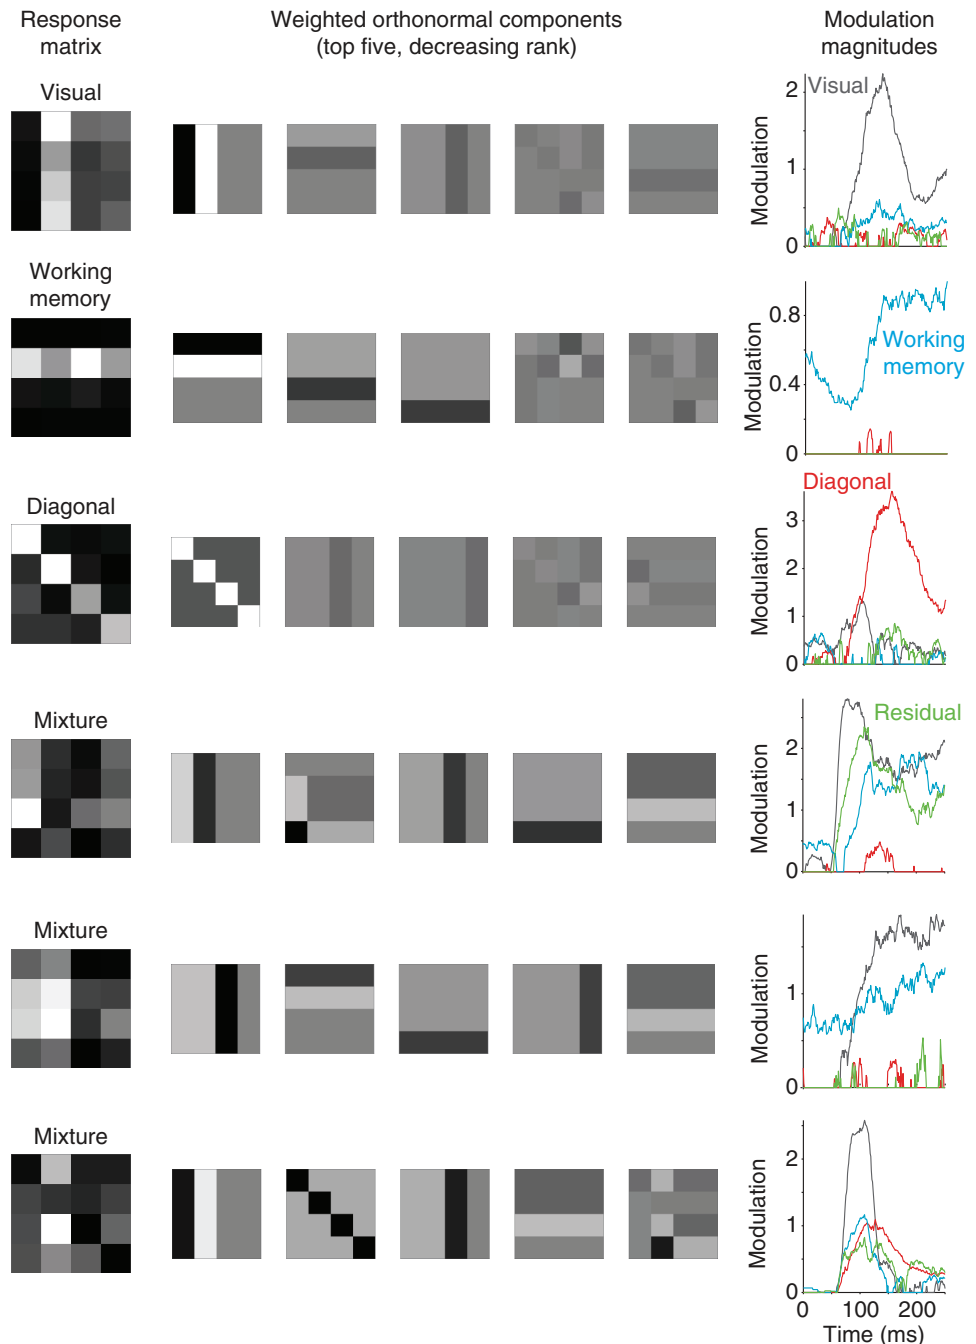 Response
matrix
Weighted orthonormal components
(top five, decreasing rank)
Modulation
magnitudes
Visual
Visual
Modulation
2
1
0
Working
memory
Working
memory
Modulation
0.8
0.4
0
Diagonal
Diagonal
Modulation
3
2
1
0
Mixture
Residual
Modulation
2
1
0
Mixture
Modulation
1
0
Mixture
Modulation
2
1
0
0 100 200
Time (ms)